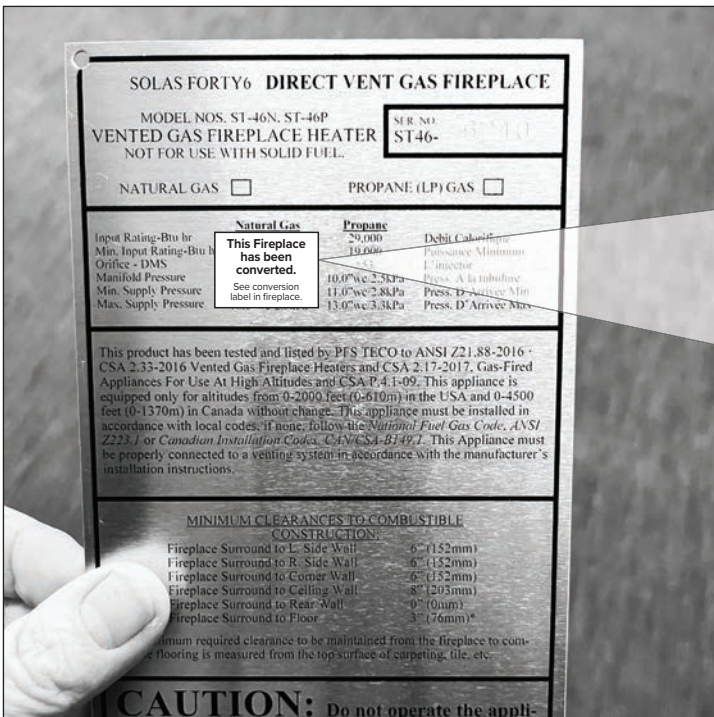 SOLAS FORTY6 DIRECT VENT GAS FIREPLACE
MODEL NOS. ST-46N, ST-46P
VENTED GAS FIREPLACE HEATER
NOT FOR USE WITH SOLID FUEL.
SER. NO.
ST46-
NATURAL GAS
PROPANE (LP) GAS
Natural Gas Propane
Input Rating-Btu hr 29,000 Debit Calorifique
Min. Input Rating-Btu h 19,000 Puissance Minimum
Orifice - DMS L'injecteur
Manifold Pressure 10.0"wc/2.5kPa Press. A la tubulure
Min. Supply Pressure 11.0"wc/2.8kPa Press. D'Arrivée Min
Max. Supply Pressure 13.0"wc/3.3kPa Press. D'Arrivée Max
This Fireplace
has been
converted.
See conversion
label in fireplace.
This product has been tested and listed by PFS TECO to ANSI Z21.88-2016 ·
CSA 2.33-2016 Vented Gas Fireplace Heaters and CSA 2.17-2017, Gas-Fired
Appliances For Use At High Altitudes and CSA P.4.1-09. This appliance is
equipped only for altitudes from 0-2000 feet (0-610m) in the USA and 0-4500
feet (0-1370m) in Canada without change. This appliance must be installed in
accordance with local codes, if none, follow the National Fuel Gas Code, ANSI
Z223.1 or Canadian Installation Codes, CAN/CSA-B149.1. This Appliance must
be properly connected to a venting system in accordance with the manufacturer's
installation instructions.
MINIMUM CLEARANCES TO COMBUSTIBLE
CONSTRUCTION:
Fireplace Surround to L. Side Wall 6" (152mm)
Fireplace Surround to R. Side Wall 6" (152mm)
Fireplace Surround to Corner Wall 6" (152mm)
Fireplace Surround to Ceiling Wall 8" (203mm)
Fireplace Surround to Rear Wall 0" (0mm)
Fireplace Surround to Floor 3" (76mm)*
required clearance to be maintained from the fireplace to com-
flooring is measured from the top surface of carpeting, tile, etc.
CAUTION: Do not operate the appli-